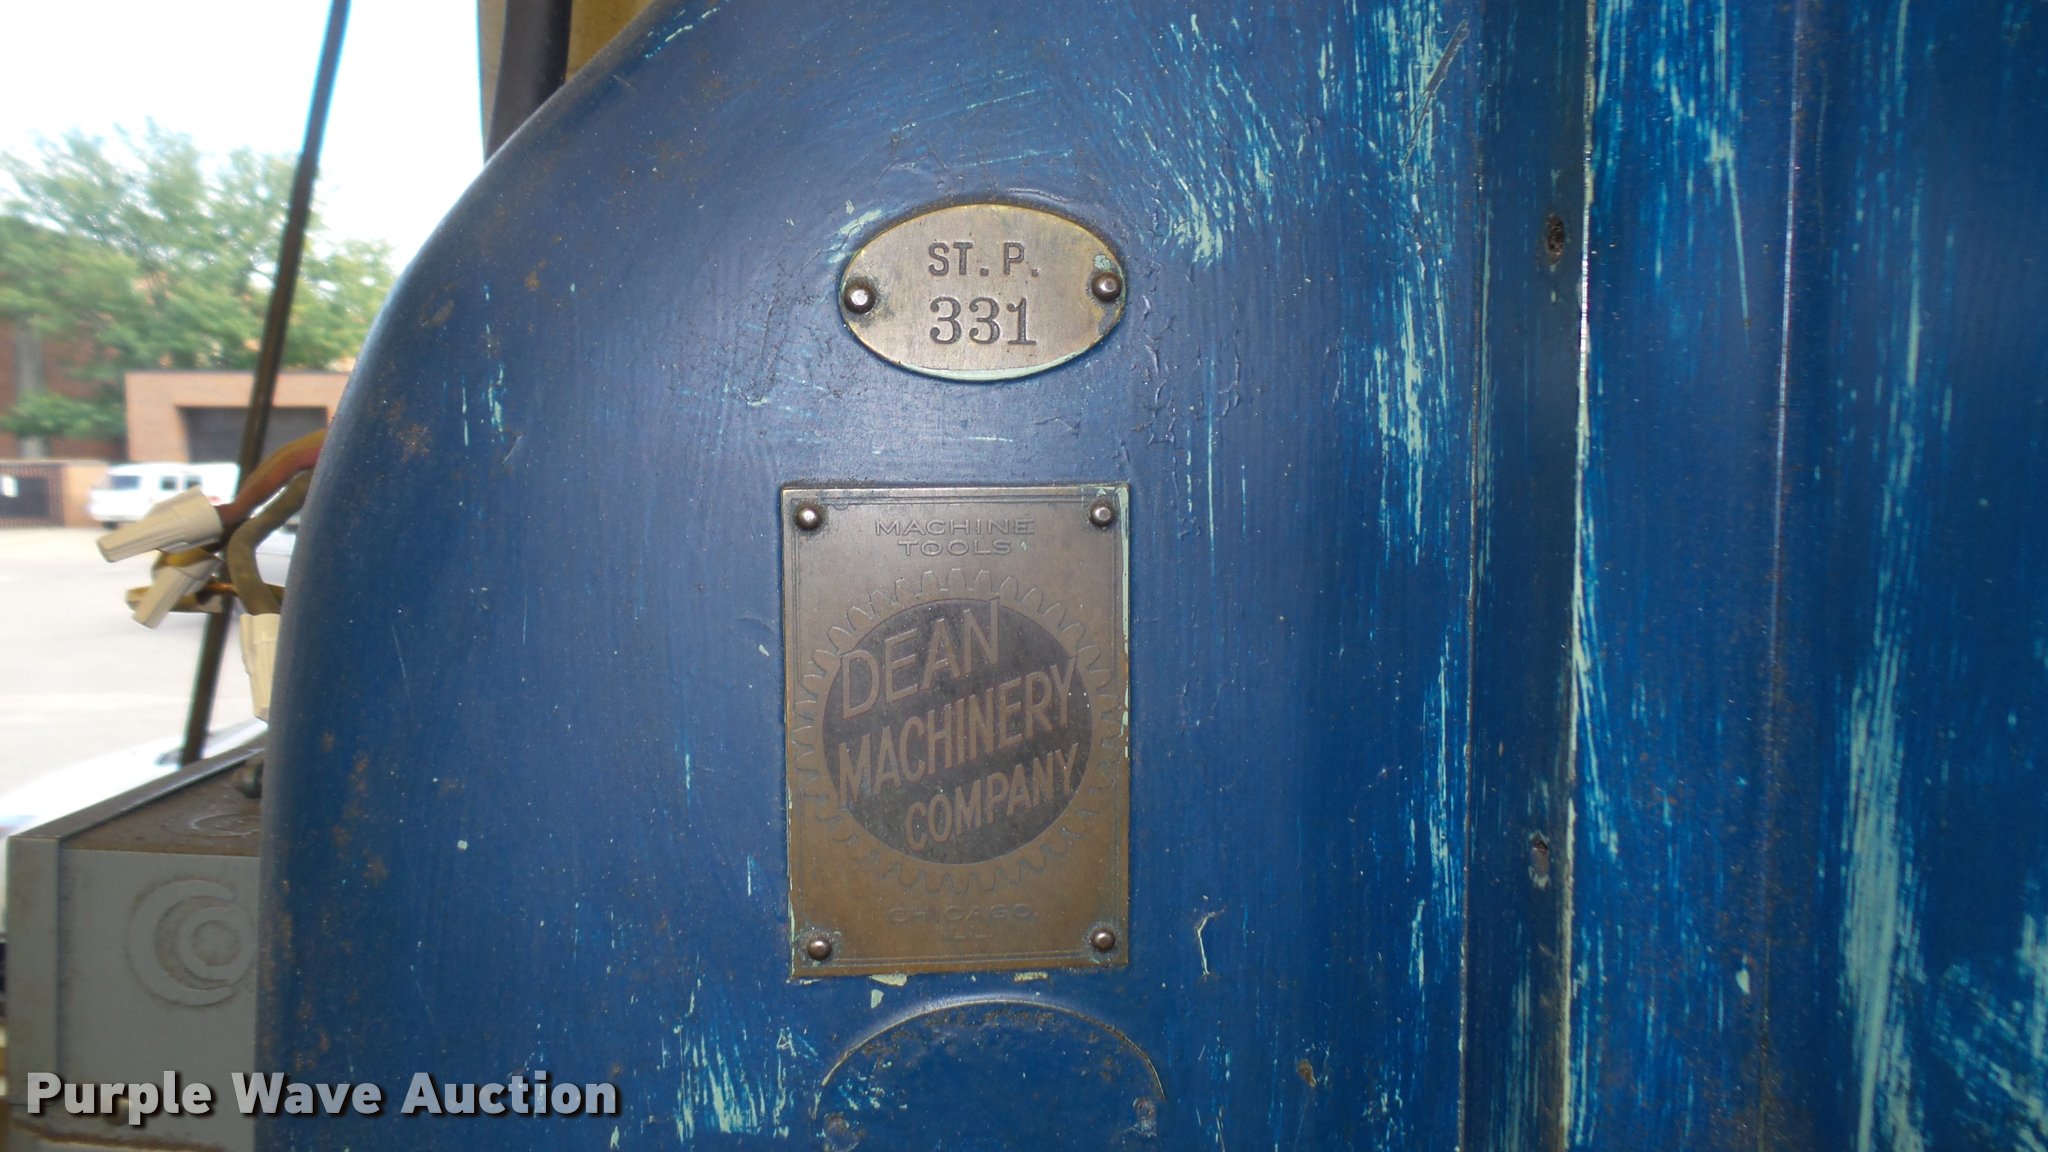 ST. P.
331
MACHINE
TOOLS
DEAN
MACHINERY
COMPANY
CHICAGO
Purple Wave Auction